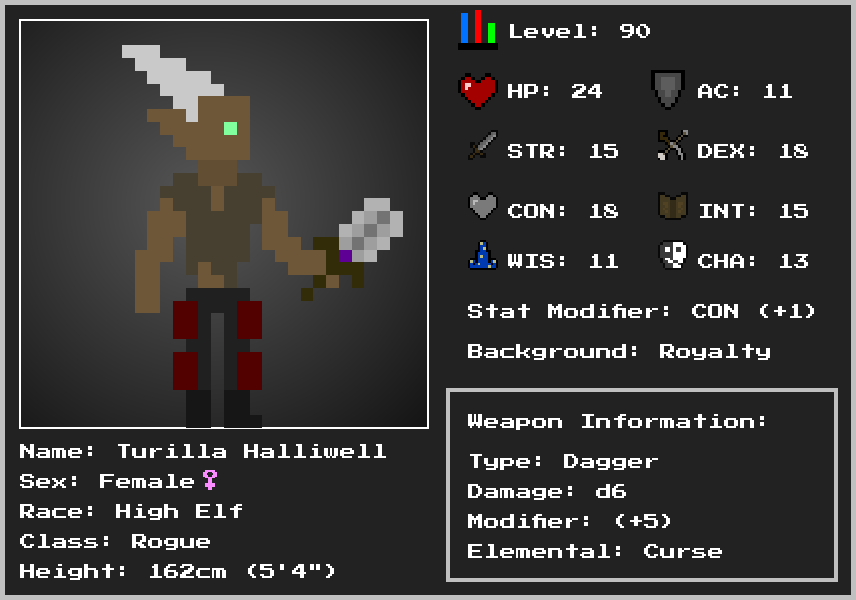 Level: 90
HP: 24
AC: 11
STR: 15
DEX: 18
CON: 18
INT: 15
WIS: 11
CHA: 13
Stat Modifier: CON (+1)
Background: Royalty
Weapon Information:
Type: Dagger
Damage: d6
Modifier: (+5)
Elemental: Curse
Name: Turilla Halliwell
Sex: Female♀
Race: High Elf
Class: Rogue
Height: 162cm (5'4")